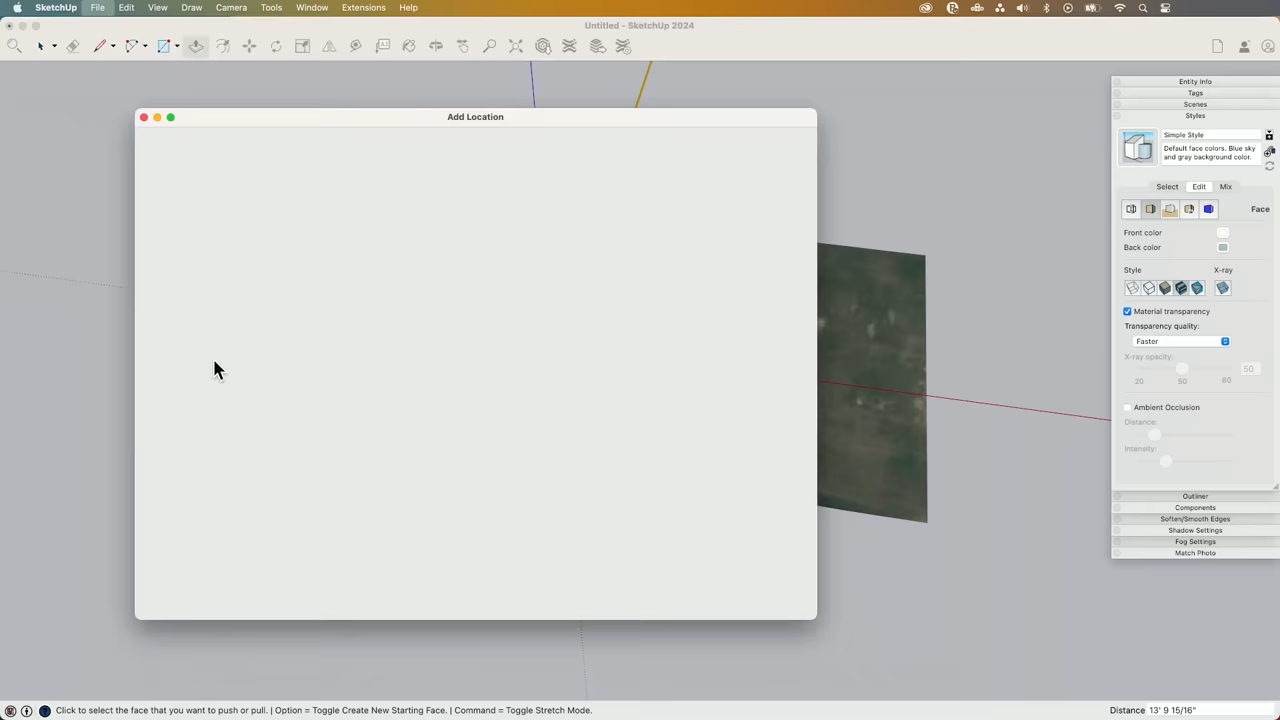 SketchUp File Edit View Draw Camera Tools Window Extensions Help
Untitled - SketchUp 2024
Add Location
Entity Info
Tags
Scenes
Styles
Simple Style
Default face colors. Blue sky
and gray background color.
Select Edit Mix
Face
Front color
Back color
Style X-ray
Material transparency
Transparency quality:
Faster
X-ray opacity:
50
20 50 80
Ambient Occlusion
Distance:
Intensity:
Outliner
Components
Soften/Smooth Edges
Shadow Settings
Fog Settings
Match Photo
Click to select the face that you want to push or pull. | Option = Toggle Create New Starting Face. | Command = Toggle Stretch Mode.
Distance 13' 9 15/16"